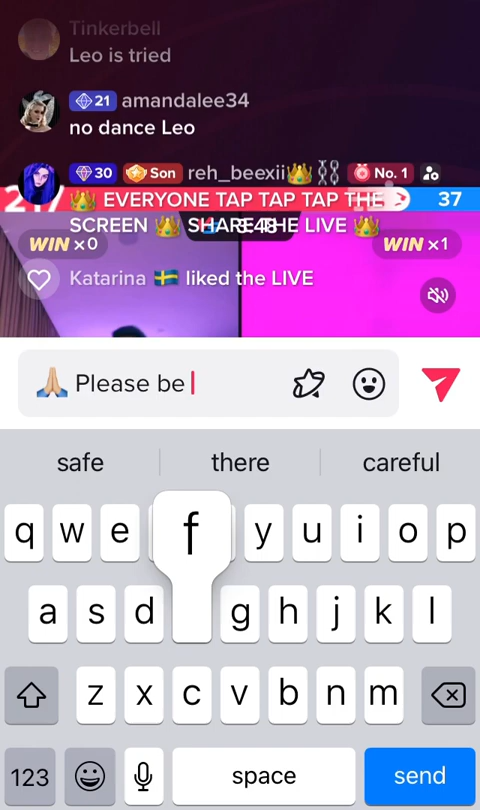 Tinkerbell
Leo is tried
21 amandalee34
no dance Leo
30 Son reh_beexii👑⛓️ No. 1
👑 EVERYONE TAP TAP TAP THE
37
SCREEN 👑 SHARE THE LIVE 👑
WIN x0
WIN x1
Katarina 🇸🇪 liked the LIVE
🙏🏼 Please be
safe there careful
q w e f y u i o p
a s d g h j k l
z x c v b n m
123 space send